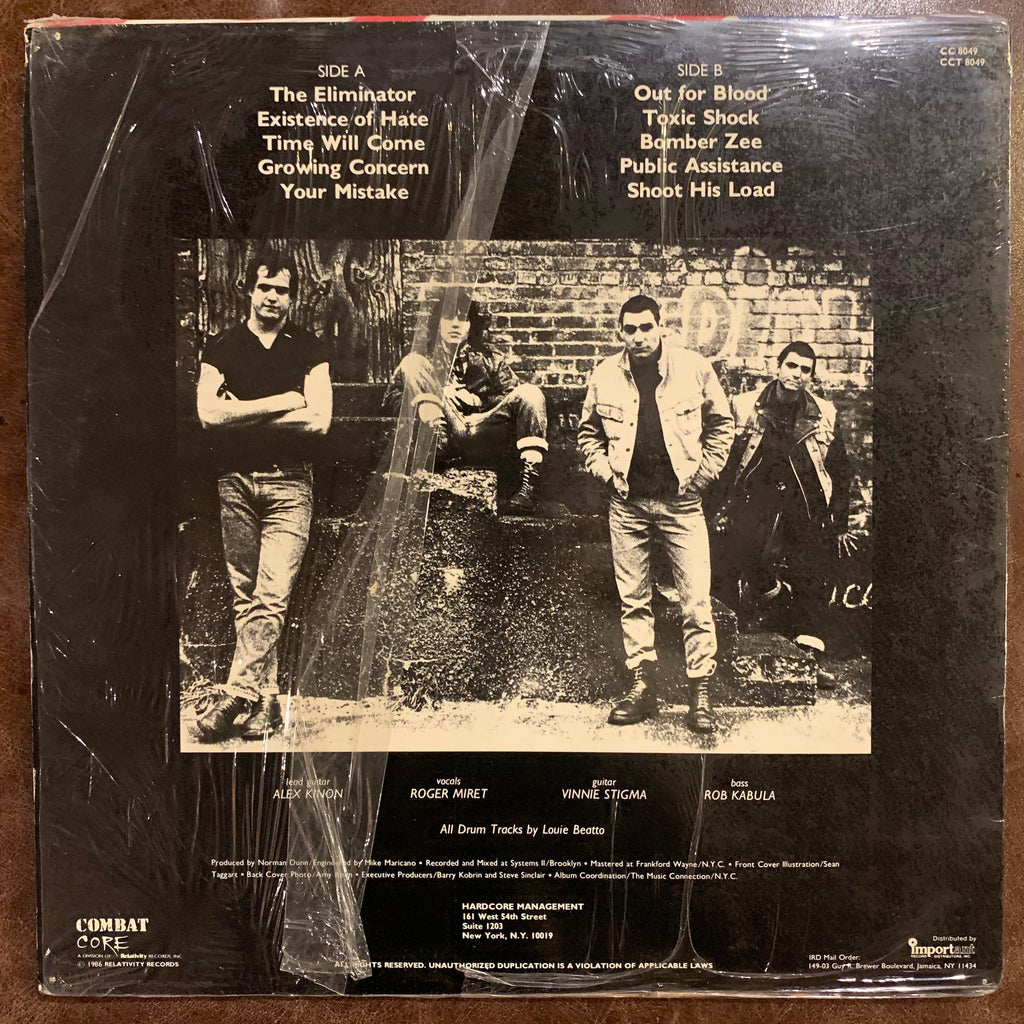 CC 8049
CCT 8049
SIDE A
The Eliminator
Existence of Hate
Time Will Come
Growing Concern
Your Mistake
SIDE B
Out for Blood
Toxic Shock
Bomber Zee
Public Assistance
Shoot His Load
lead guitar
ALEX KINON
vocals
ROGER MIRET
guitar
VINNIE STIGMA
bass
ROB KABULA
All Drum Tracks by Louie Beatto
Produced by Norman Dunn/Engineered by Mike Maricano • Recorded and Mixed at Systems II/Brooklyn • Mastered at Frankford Wayne/N.Y.C. • Front Cover Illustration/Sean
Taggart • Back Cover Photo/Amy • Executive Producers/Barry Kobrin and Steve Sinclair • Album Coordination/The Music Connection/N.Y.C.
HARDCORE MANAGEMENT
161 West 54th Street
Suite 1203
New York, N.Y. 10019
COMBAT
CORE
A DIVISION OF Relativity RECORDS, INC.
© 1986 RELATIVITY RECORDS
ALL RIGHTS RESERVED. UNAUTHORIZED DUPLICATION IS A VIOLATION OF APPLICABLE LAWS
Distributed by
important
RECORD DISTRIBUTORS INC.
IRD Mail Order:
149-03 Guy R. Brewer Boulevard, Jamaica, NY 11434